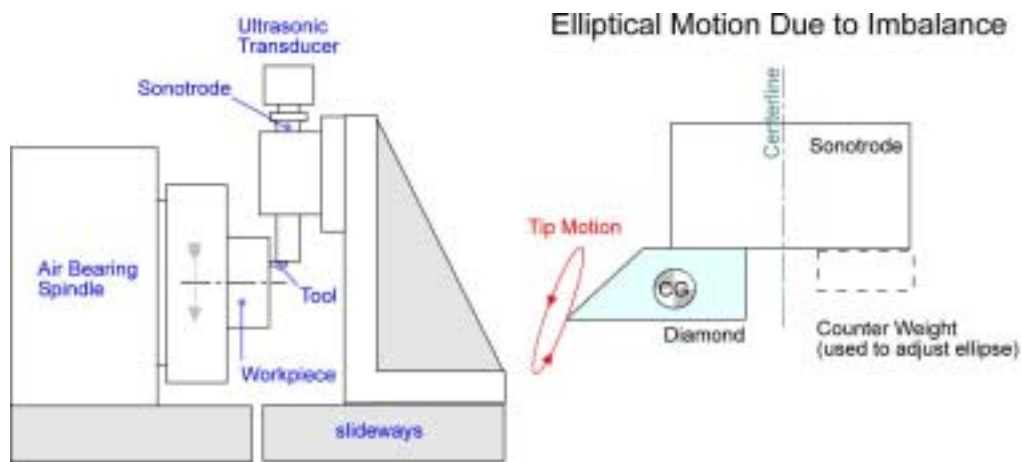 Ultrasonic
Transducer
Sonotrode
Air Bearing
Spindle
Tool
Workpiece
slideways
Elliptical Motion Due to Imbalance
Centerline
Sonotrode
Tip Motion
CG
Diamond
Counter Weight
(used to adjust ellipse)